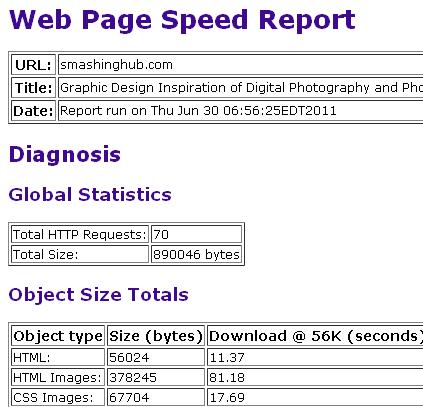 Web Page Speed Report
URL: smashinghub.com
Title: Graphic Design Inspiration of Digital Photography and
Date: Report run on Thu Jun 30 06:56:25EDT2011
Diagnosis
Global Statistics
Total HTTP Requests: 70
Total Size: 890046 bytes
Object Size Totals
Object type Size (bytes) Download @ 56K (seconds)
HTML: 56024 11.37
HTML Images: 378245 81.18
CSS Images: 67704 17.69